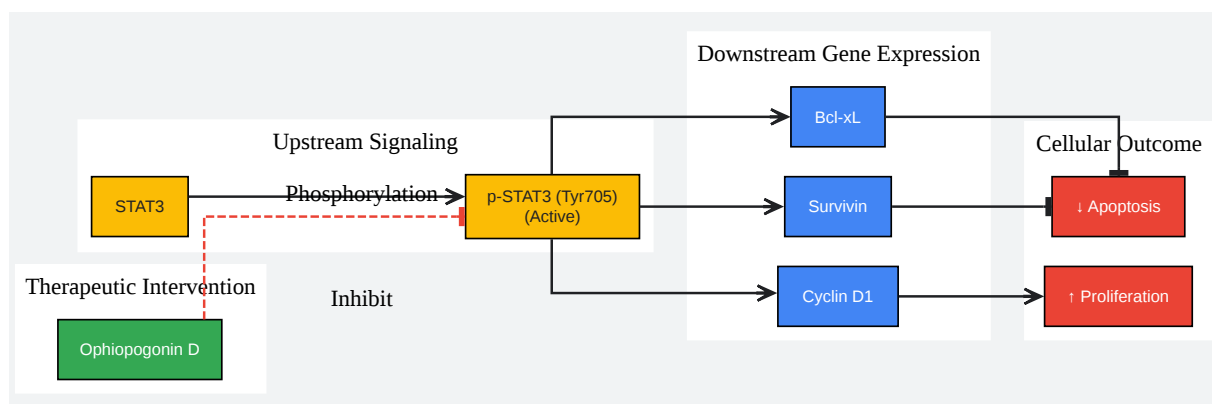 Downstream Gene Expression
Bcl-xL
Upstream Signaling
Cellular Outcome
Phosphorylation
STAT3
p-STAT3 (Tyr705)
(Active)
Survivin
↓ Apoptosis
Therapeutic Intervention
Inhibit
Cyclin D1
↑ Proliferation
Ophiopogonin D